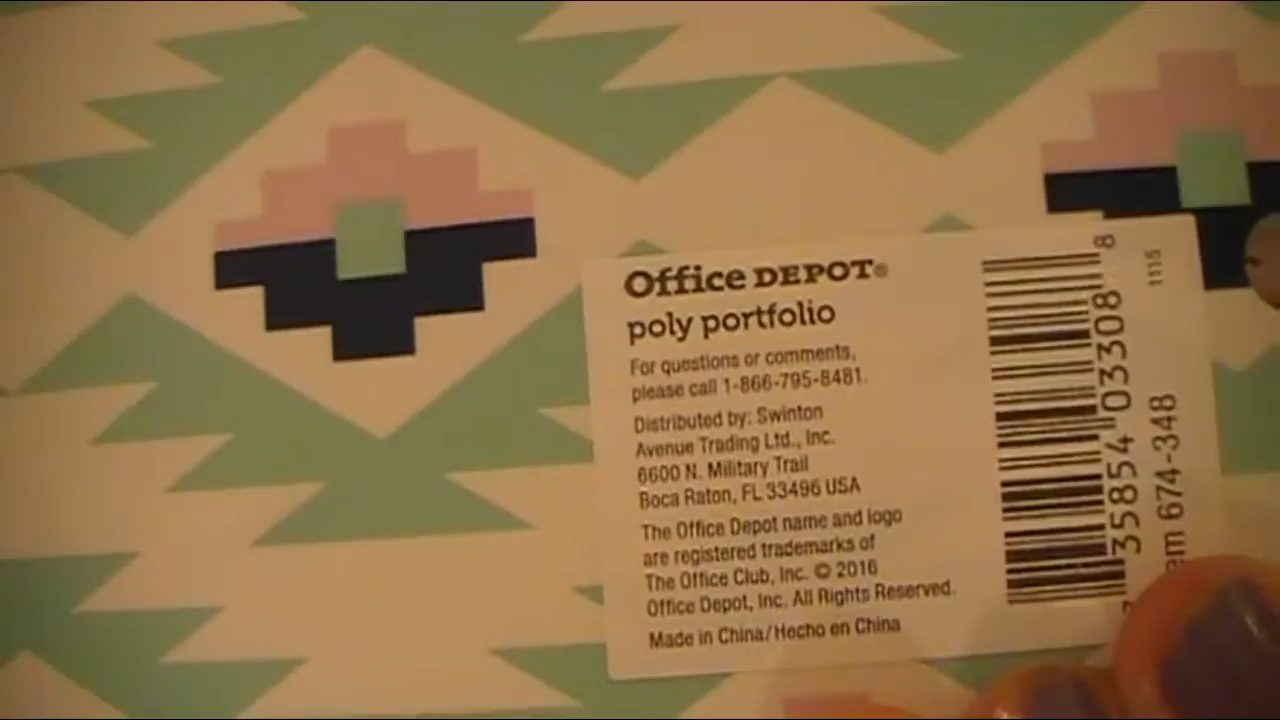 Office DEPOT®
poly portfolio
For questions or comments,
please call 1-866-795-8481.
Distributed by: Swinton
Avenue Trading Ltd., Inc.
6600 N. Military Trail
Boca Raton, FL 33496 USA
The Office Depot name and logo
are registered trademarks of
The Office Club, Inc. © 2016
Office Depot, Inc. All Rights Reserved.
Made in China/Hecho en China
35854 03308 8
674-348
1115